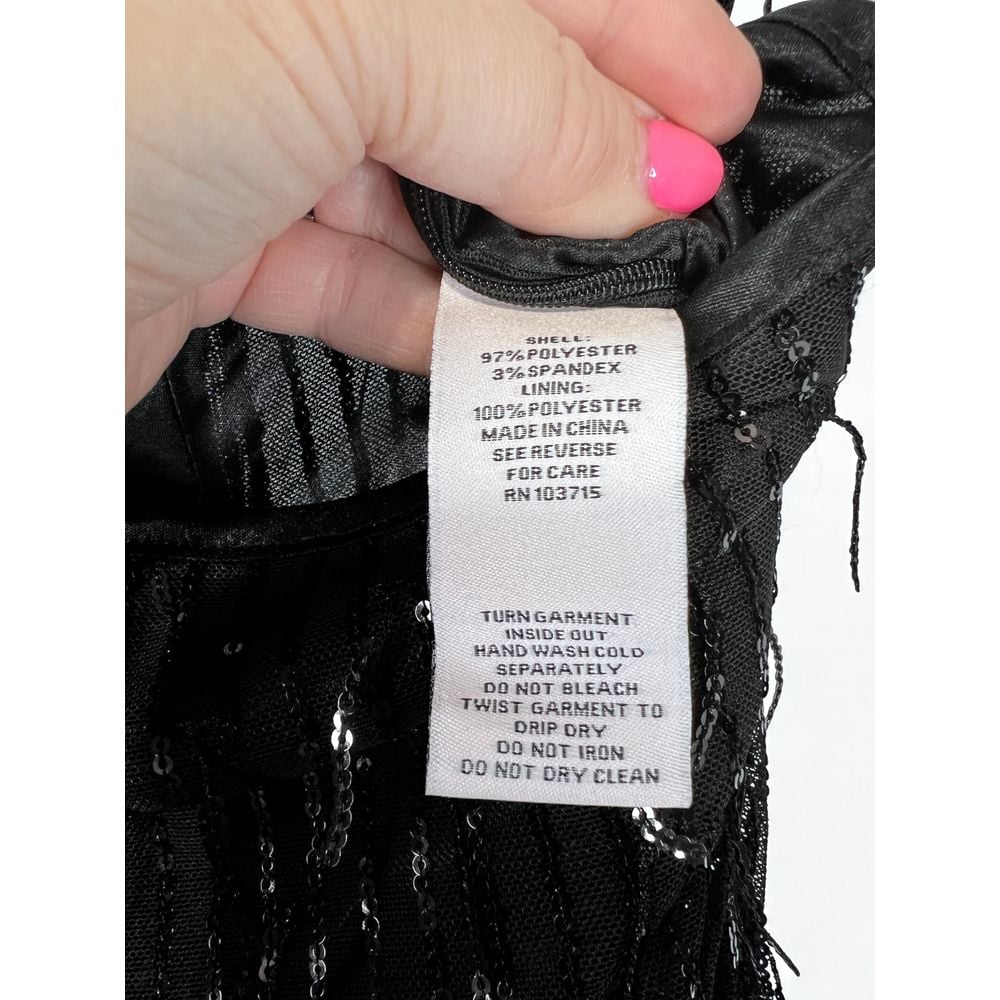 SHELL:
97% POLYESTER
3% SPANDEX
LINING:
100% POLYESTER
MADE IN CHINA
SEE REVERSE
FOR CARE
RN 103715
TURN GARMENT
INSIDE OUT
HAND WASH COLD
SEPARATELY
DO NOT BLEACH
TWIST GARMENT TO
DRIP DRY
DO NOT IRON
DO NOT DRY CLEAN